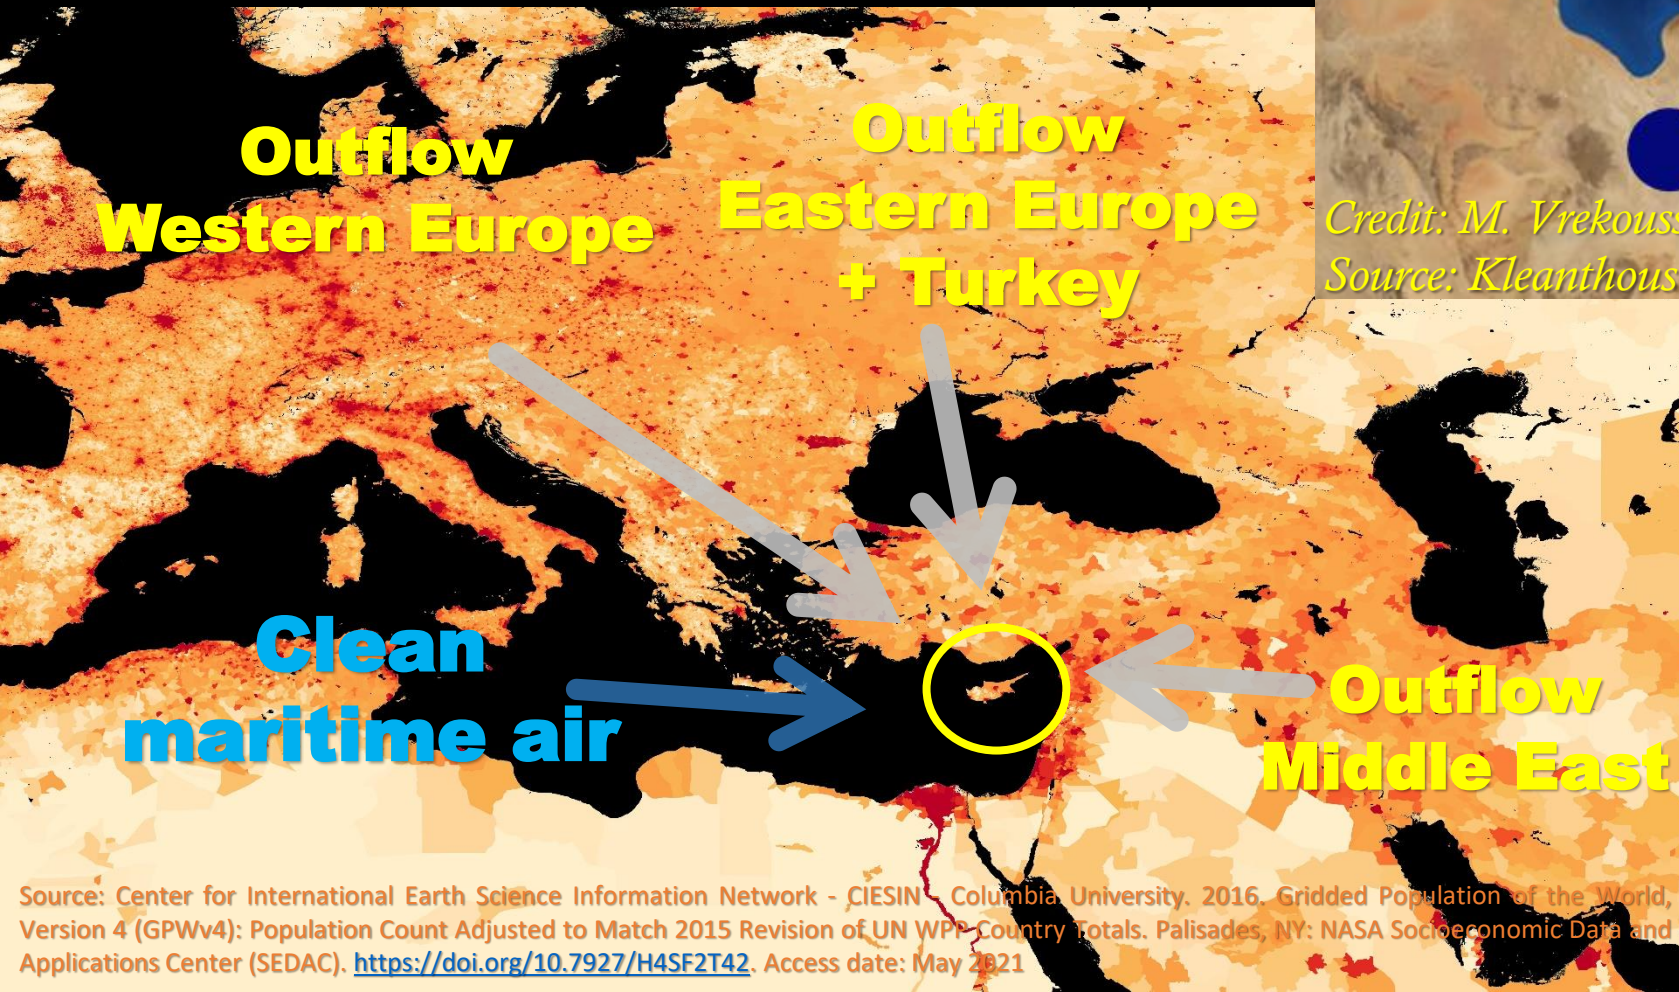 Outflow
Western Europe
Outflow
Eastern Europe
+ Turkey
Credit: M.
Source:
Clean
maritime air
Outflow
Middle East
Source: Center for International Earth Science Information Network - CIESIN - Columbia University. 2016. Gridded Population of the World,
Version 4 (GPWv4): Population Count Adjusted to Match 2015 Revision of UN WPP Country Totals. Palisades, NY: NASA Socioeconomic Data and
Applications Center (SEDAC). https://doi.org/10.7927/H4SF2T42. Access date: May 2021